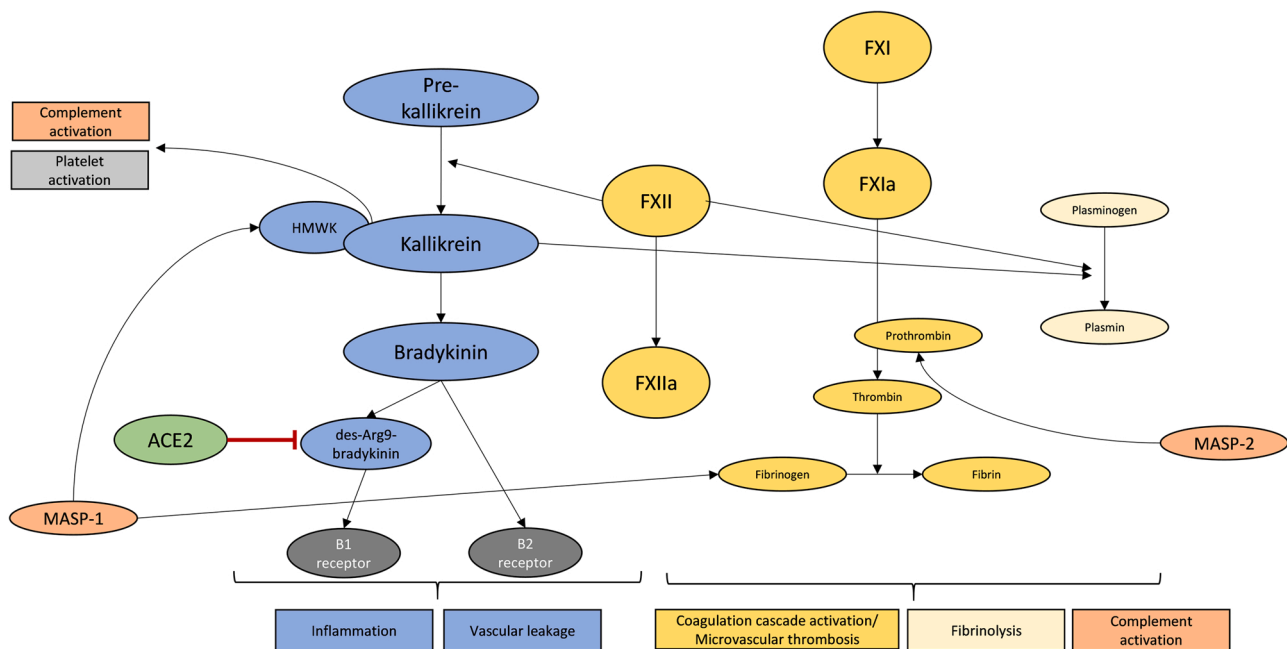 FXI
Pre-
kallikrein
Complement
activation
Platelet
activation
FXIa
FXII
Plasminogen
HMWK
Kallikrein
Plasmin
Prothrombin
Bradykinin
FXIIa
Thrombin
ACE2
des-Arg9-
bradykinin
MASP-2
Fibrinogen
Fibrin
MASP-1
B1
receptor
B2
receptor
Inflammation
Vascular leakage
Coagulation cascade activation/
Microvascular thrombosis
Fibrinolysis
Complement
activation